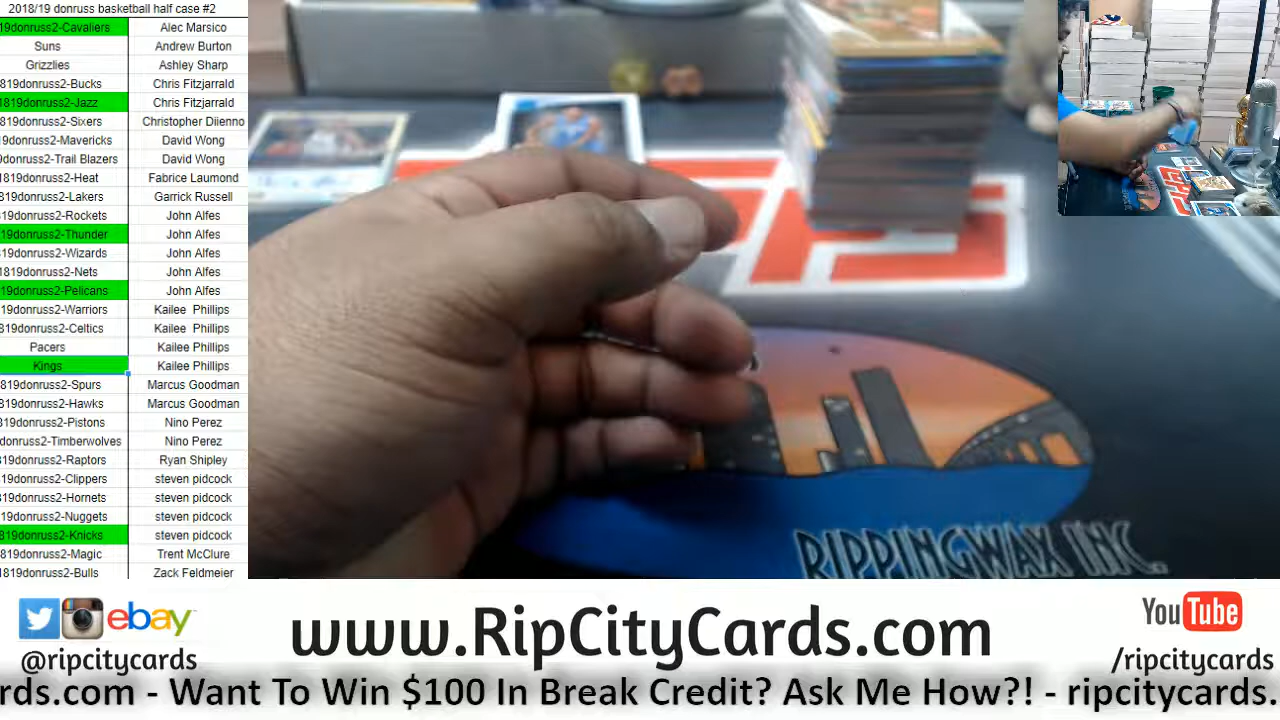 2018/19 donruss basketball half case #2
19donruss2-Cavaliers Alec Marsico
Suns Andrew Burton
Grizzlies Ashley Sharp
1819donruss2-Bucks Chris Fitzjarrald
1819donruss2-Jazz Chris Fitzjarrald
1819donruss2-Sixers Christopher Diienno
19donruss2-Mavericks David Wong
9donruss2-Trail Blazers David Wong
1819donruss2-Heat Fabrice Laumond
819donruss2-Lakers Garrick Russell
819donruss2-Rockets John Alfes
819donruss2-Thunder John Alfes
819donruss2-Wizards John Alfes
1819donruss2-Nets John Alfes
19donruss2-Pelicans John Alfes
19donruss2-Warriors Kailee Phillips
819donruss2-Celtics Kailee Phillips
Pacers Kailee Phillips
Kings Kailee Phillips
819donruss2-Spurs Marcus Goodman
819donruss2-Hawks Marcus Goodman
819donruss2-Pistons Nino Perez
donruss2-Timberwolves Nino Perez
819donruss2-Raptors Ryan Shipley
819donruss2-Clippers steven pidcock
819donruss2-Hornets steven pidcock
19donruss2-Nuggets steven pidcock
819donruss2-Knicks steven pidcock
819donruss2-Magic Trent McClure
1819donruss2-Bulls Zack Feldmeier
RIPPINGWAX INC.
ebay
@ripcitycards
www.RipCityCards.com
YouTube
/ripcitycards
rds.com - Want To Win $100 In Break Credit? Ask Me How?! - ripcitycards.